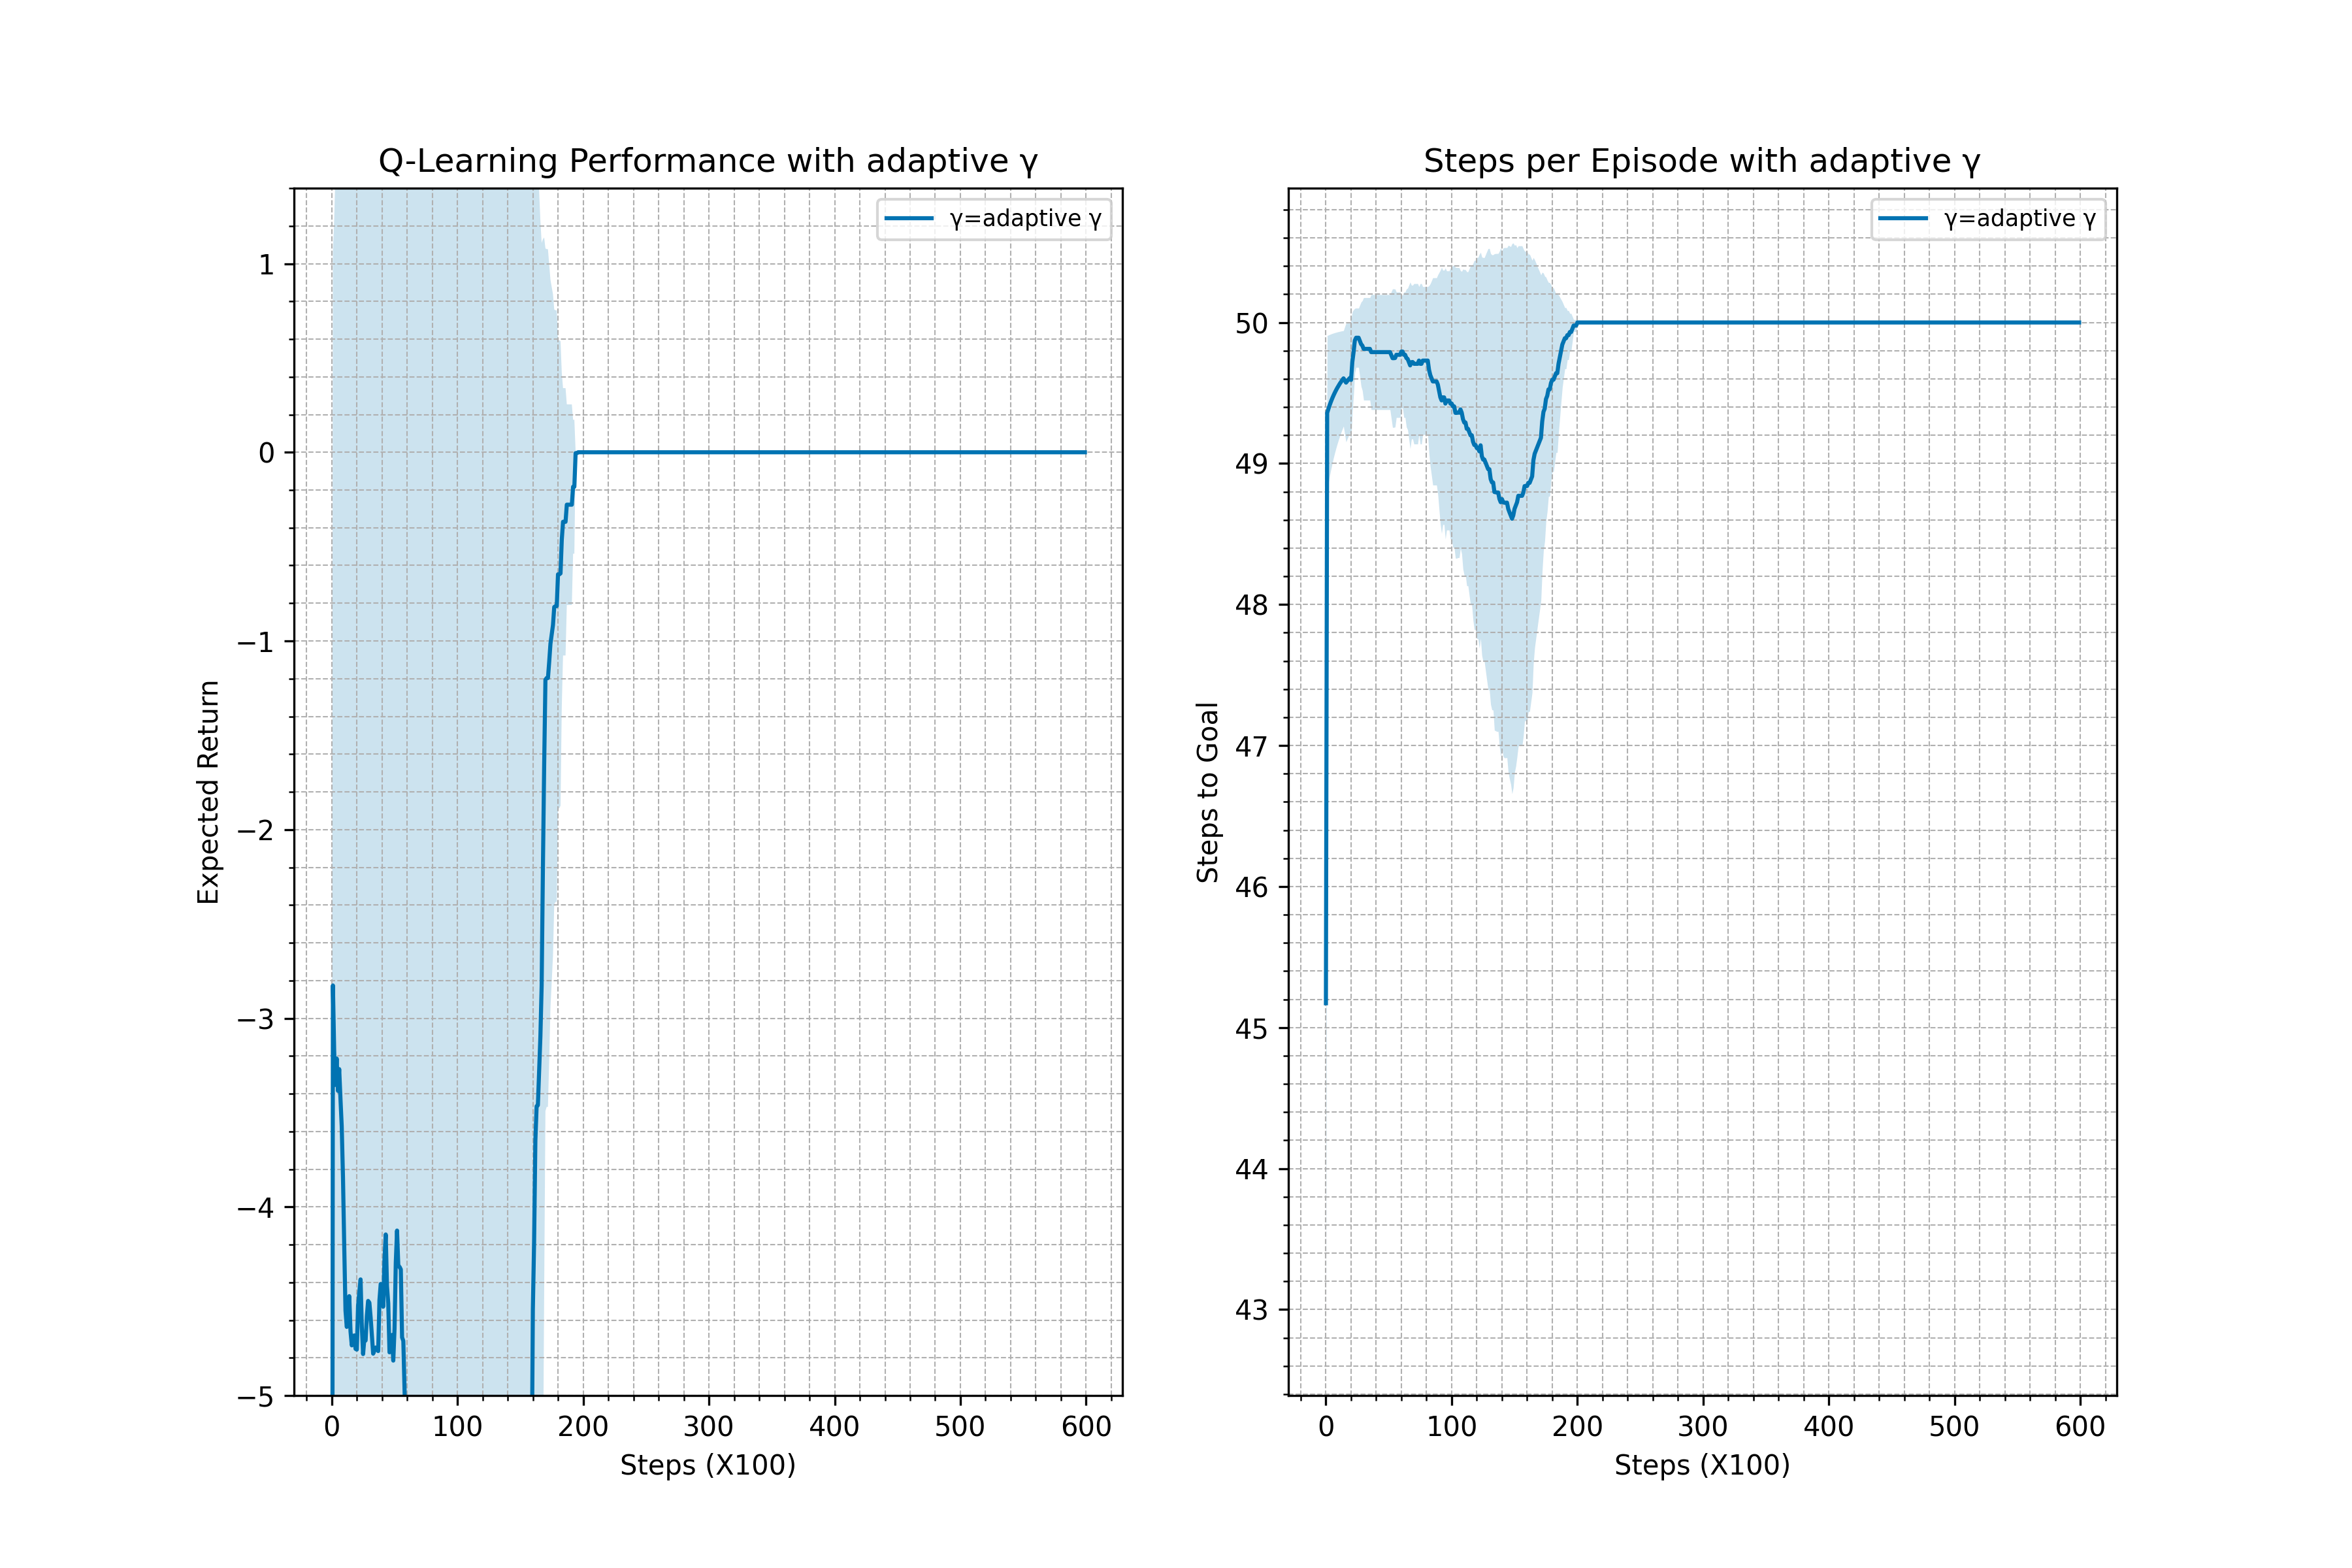 Q-Learning Performance with adaptive γ
γ=adaptive γ
1
0
−1
−2
−3
−4
−5
Expected Return
0 100 200 300 400 500 600
Steps (X100)
Steps per Episode with adaptive γ
γ=adaptive γ
50
49
48
47
46
45
44
43
Steps to Goal
0 100 200 300 400 500 600
Steps (X100)